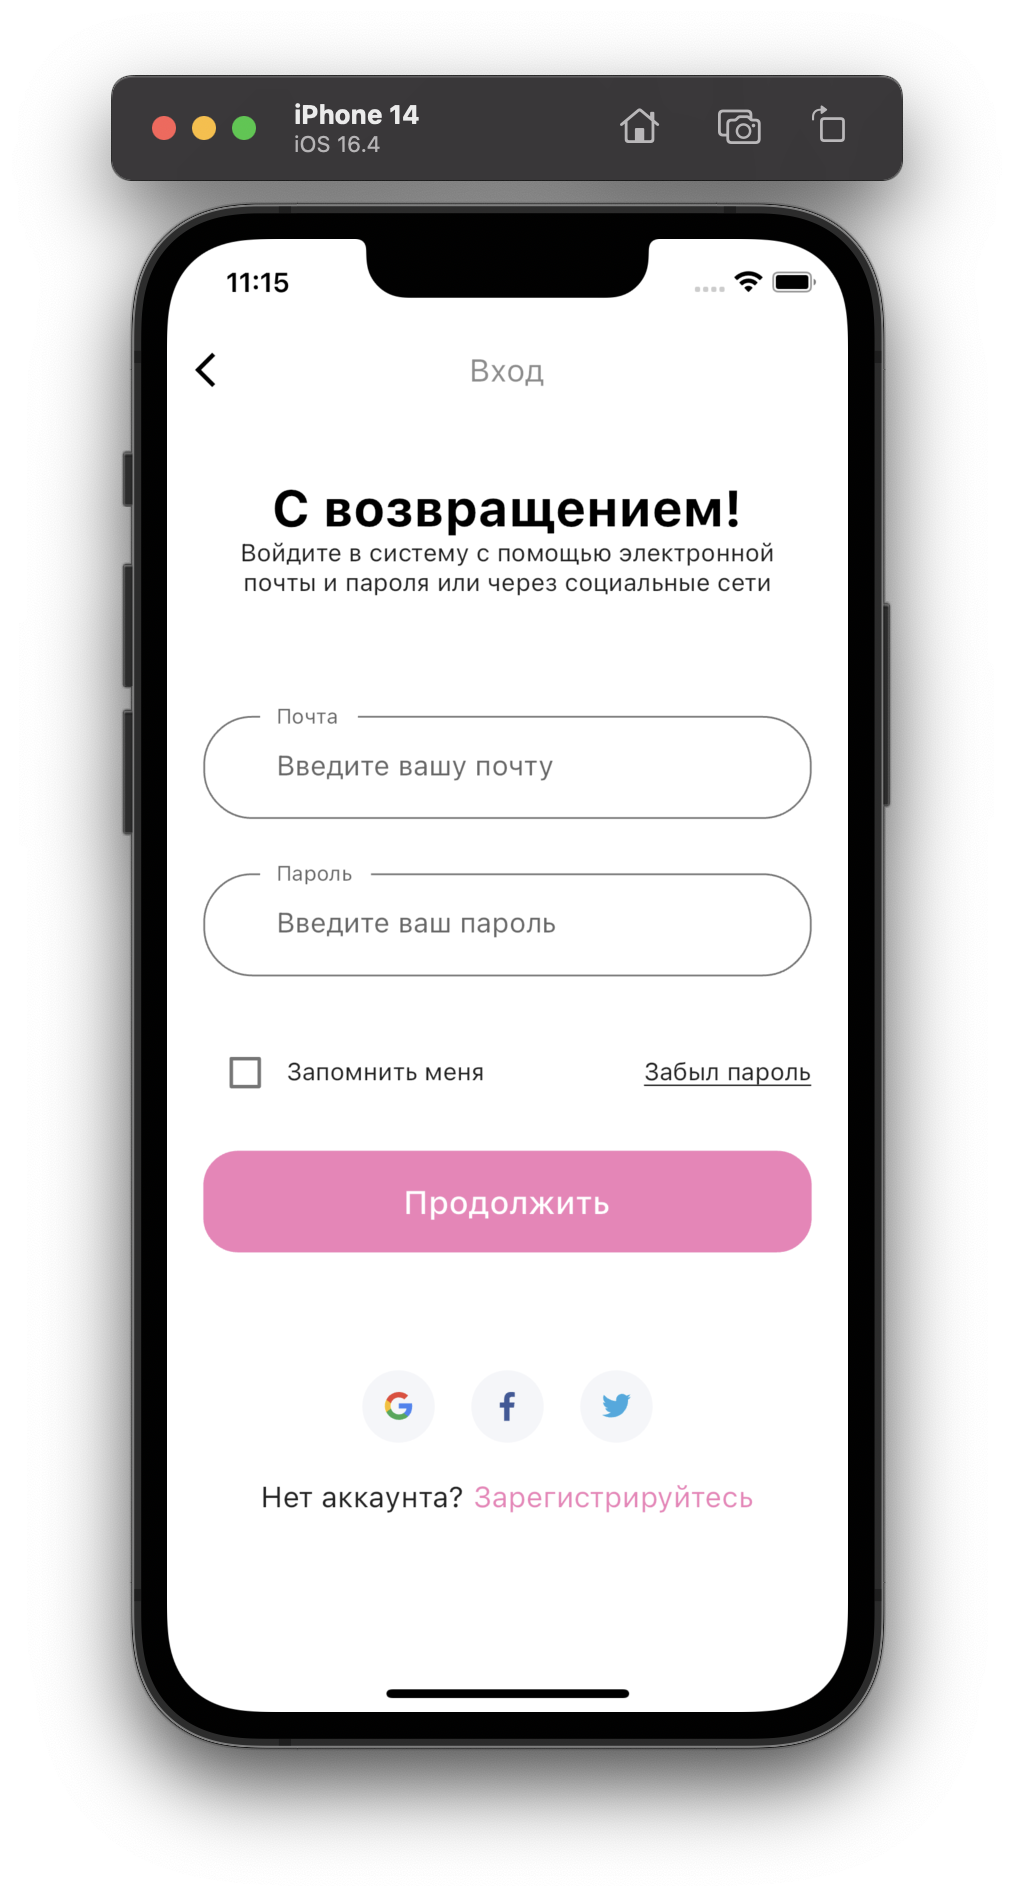 iPhone 14
iOS 16.4
11:15
Вход
С возвращением!
Войдите в систему с помощью электронной
почты и пароля или через социальные сети
Почта
Введите вашу почту
Пароль
Введите ваш пароль
Запомнить меня Забыл пароль
Продолжить
Нет аккаунта? Зарегистрируйтесь